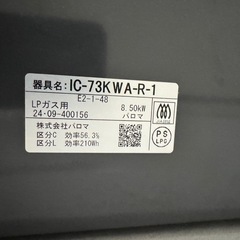 器具名:IC-73KWA-R-1
E2-1-48
LPガス用 8.50kW
24·09-400156 パロマ
株式会社パロマ
区分C 効率56.3%
区分L 効率210Wh
PS
LPG